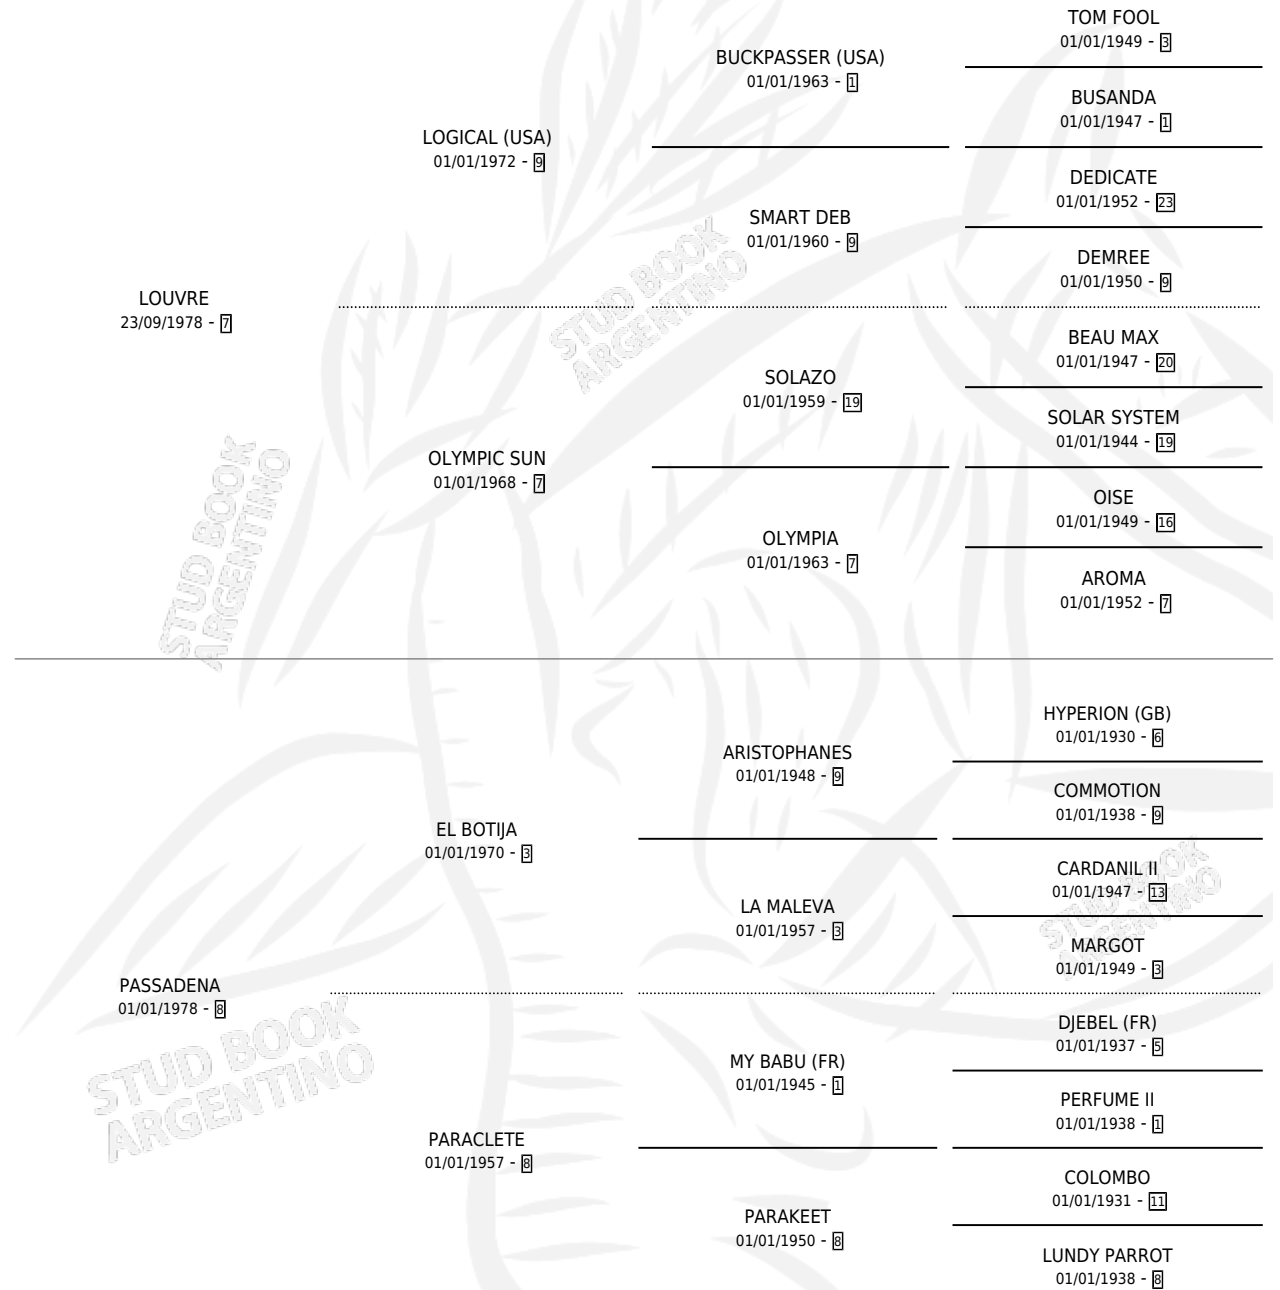 TOM FOOL
01/01/1949 - 3
BUCKPASSER (USA)
01/01/1963 - 1
BUSANDA
01/01/1947 - 1
LOGICAL (USA)
01/01/1972 - 9
DEDICATE
01/01/1952 - 23
SMART DEB
01/01/1960 - 9
DEMREE
01/01/1950 - 9
LOUVRE
23/09/1978 - 7
BEAU MAX
01/01/1947 - 20
SOLAZO
01/01/1959 - 19
SOLAR SYSTEM
01/01/1944 - 19
OLYMPIC SUN
01/01/1968 - 7
OISE
01/01/1949 - 16
OLYMPIA
01/01/1963 - 7
AROMA
01/01/1952 - 7
STUD BOOK
ARGENTINO
STUD BOOK
ARGENTINO
HYPERION (GB)
01/01/1930 - 6
ARISTOPHANES
01/01/1948 - 9
COMMOTION
01/01/1938 - 9
EL BOTIJA
01/01/1970 - 3
CARDANIL II
01/01/1947 - 13
LA MALEVA
01/01/1957 - 3
MARGOT
01/01/1949 - 3
PASSADENA
01/01/1978 - 8
DJEBEL (FR)
01/01/1937 - 5
MY BABU (FR)
01/01/1945 - 1
PERFUME II
01/01/1938 - 1
PARACLETE
01/01/1957 - 8
COLOMBO
01/01/1931 - 11
PARAKEET
01/01/1950 - 8
LUNDY PARROT
01/01/1938 - 8
STUD BOOK
ARGENTINO
STUD BOOK
ARGENTINO